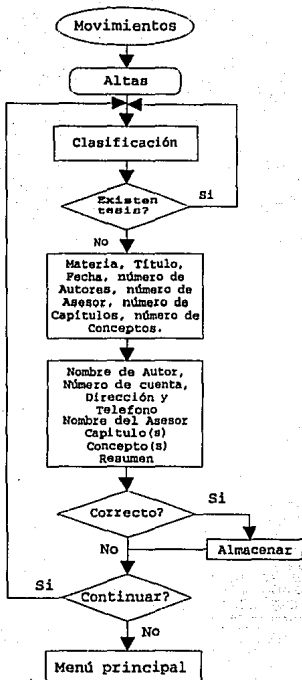 Movimientos
Altas
Clasificación
Existen
tesis?
Si
No
Materia, Título,
Fecha, número de
Autores, número de
Asesor, número de
Capítulos, número de
Conceptos.
Nombre de Autor,
Número de cuenta,
Dirección y
Telefono
Nombre del Asesor
Capitulo(s)
Concepto(s)
Resumen
Correcto?
Si
No
Almacenar
Si
Continuar?
No
Menú principal